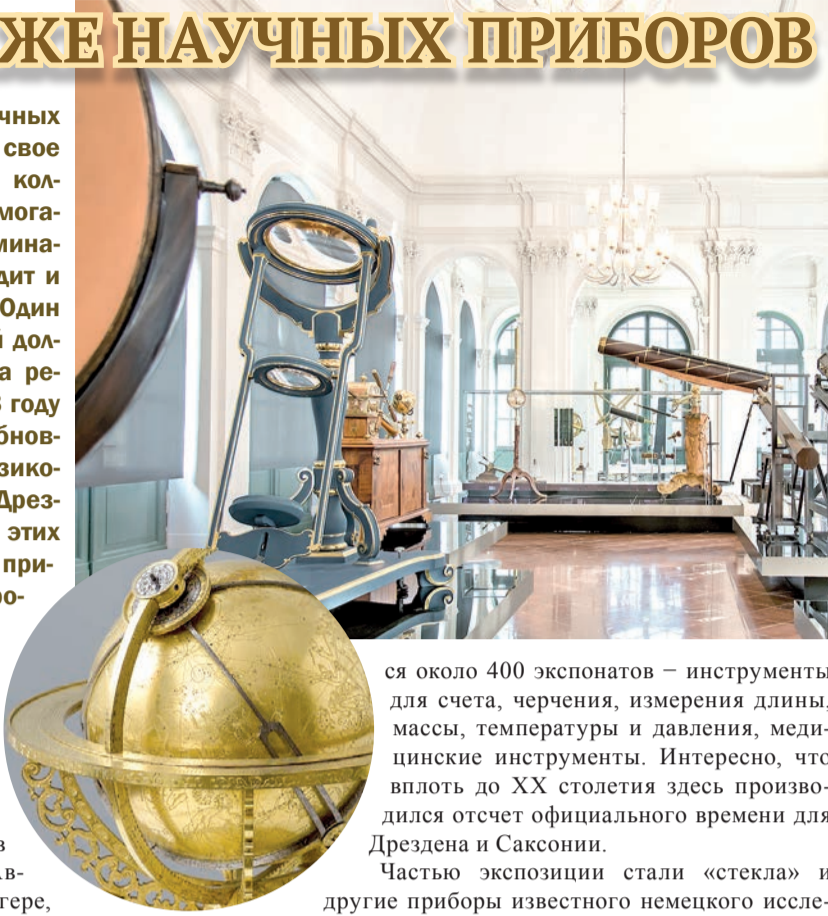 ЖЕ НАУЧНЫХ ПРИБОРОВ
чных
свое
кол-
мога-
мина-
дит и
Один
й дол-
а ре-
году
бнов-
зико-
Дрез-
этих
при-
ро-
в
гере,
ся около 400 экспонатов – инструменты
для счета, черчения, измерения длины,
массы, температуры и давления, меди-
цинские инструменты. Интересно, что
вплоть до XX столетия здесь произво-
дился отсчет официального времени для
Дрездена и Саксонии.
Частью экспозиции стали «стекла» и
другие приборы известного немецкого иссле-